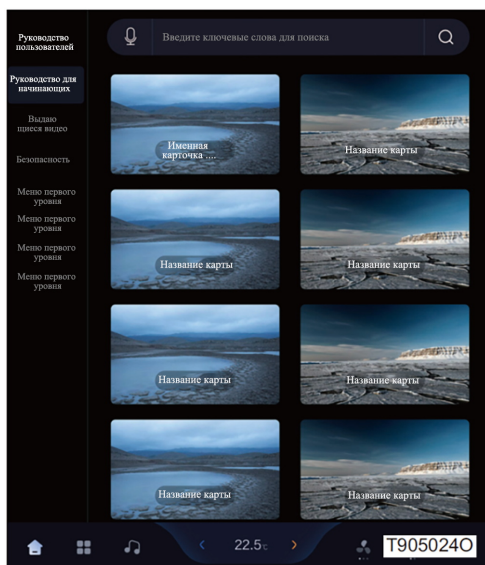 Руководство
пользователей
Введите ключевые слова для поиска
Руководство для
начинающих
Выдаю
щиеся видео
Безопасность
Меню первого
уровня
Меню первого
уровня
Меню первого
уровня
Меню первого
уровня
Именная
карточка ....
Название карты
Название карты
Название карты
Название карты
Название карты
Название карты
Название карты
22.5℃
T905024O